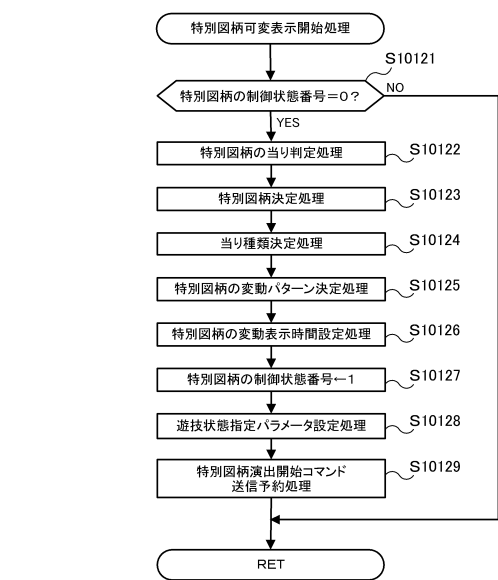 特別図柄可変表示開始処理
S10121
特別図柄の制御状態番号=0?
NO
YES
特別図柄の当り判定処理
S10122
特別図柄決定処理
S10123
当り種類決定処理
S10124
特別図柄の変動パターン決定処理
S10125
特別図柄の変動表示時間設定処理
S10126
特別図柄の制御状態番号←1
S10127
遊技状態指定パラメータ設定処理
S10128
特別図柄演出開始コマンド
送信予約処理
S10129
RET